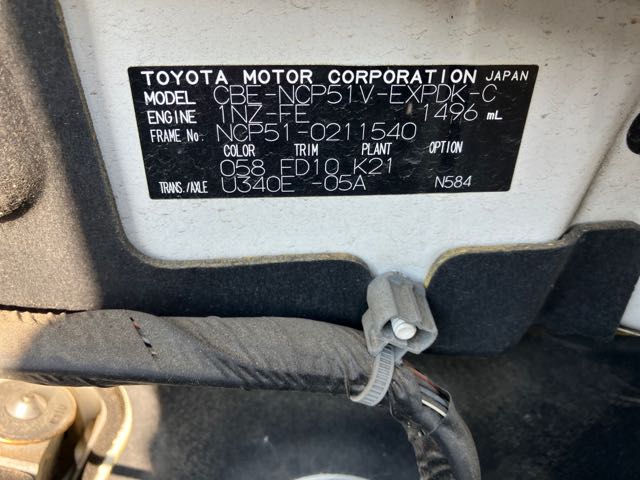 TOYOTA MOTOR CORPORATION JAPAN
MODEL CBE-NCP51V-EXPDK-C
ENGINE 1NZ-FE 1496 mL
FRAME No. NCP51-0211540
COLOR TRIM PLANT OPTION
058 ED10 K21
TRANS./AXLE U340E -05A N584